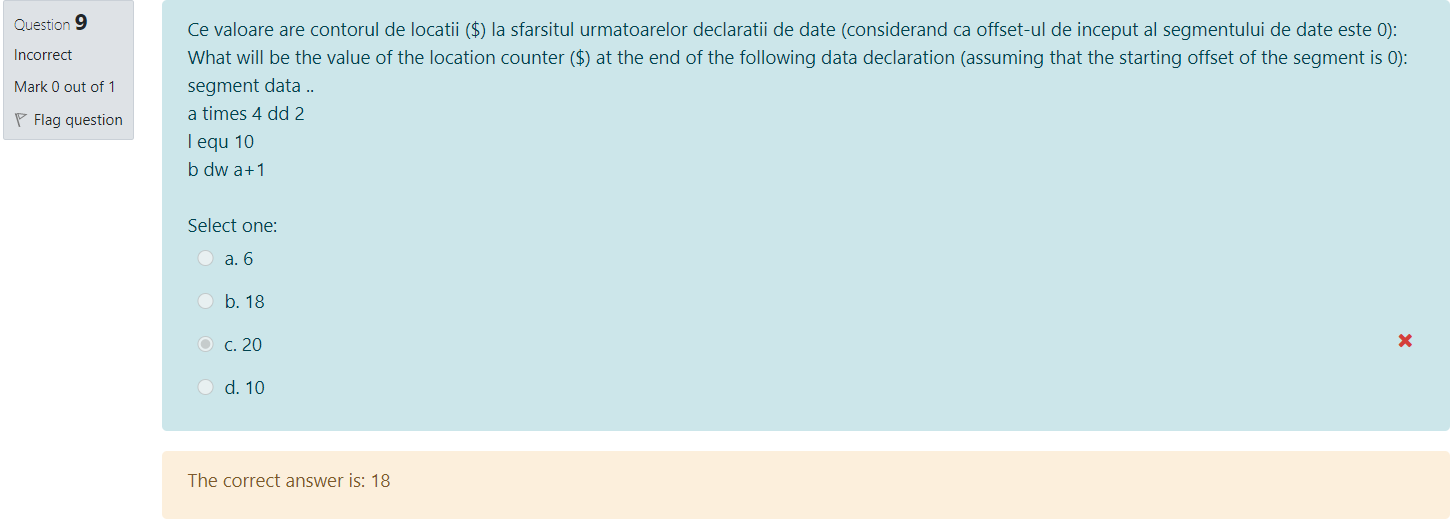 Question 9
Incorrect
Mark 0 out of 1
Flag question
Ce valoare are contorul de locatii ($) la sfarsitul urmatoarelor declaratii de date (considerand ca offset-ul de inceput al segmentului de date este 0):
What will be the value of the location counter ($) at the end of the following data declaration (assuming that the starting offset of the segment is 0):
segment data ..
a times 4 dd 2
l equ 10
b dw a+1
Select one:
a. 6
b. 18
c. 20
d. 10
The correct answer is: 18